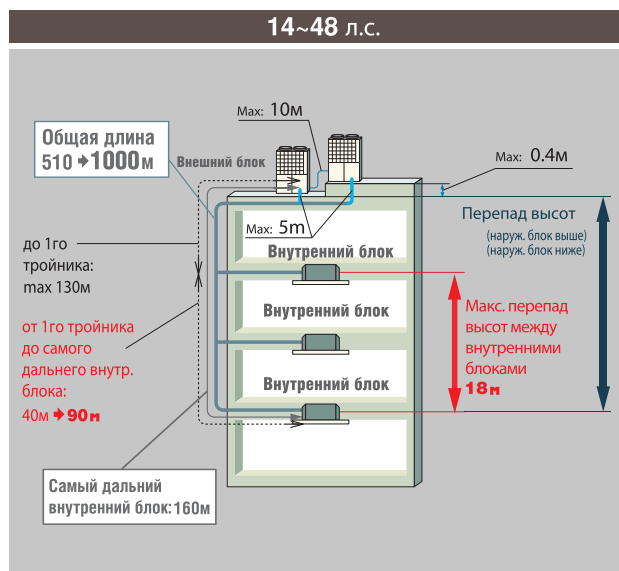 14~48 л.с.
Max: 10м
Общая длина
510 → 1000 м
Внешний блок
Max: 0.4м
Max: 5m
Перепад высот
(наруж. блок выше)
(наруж. блок ниже)
Внутренний блок
до 1го
тройника:
max 130м
Внутренний блок
Макс. перепад
высот между
внутренними
блоками
18м
от 1го тройника
до самого
дальнего внутр.
блока:
40м → 90м
Внутренний блок
Самый дальний
внутренний блок: 160м